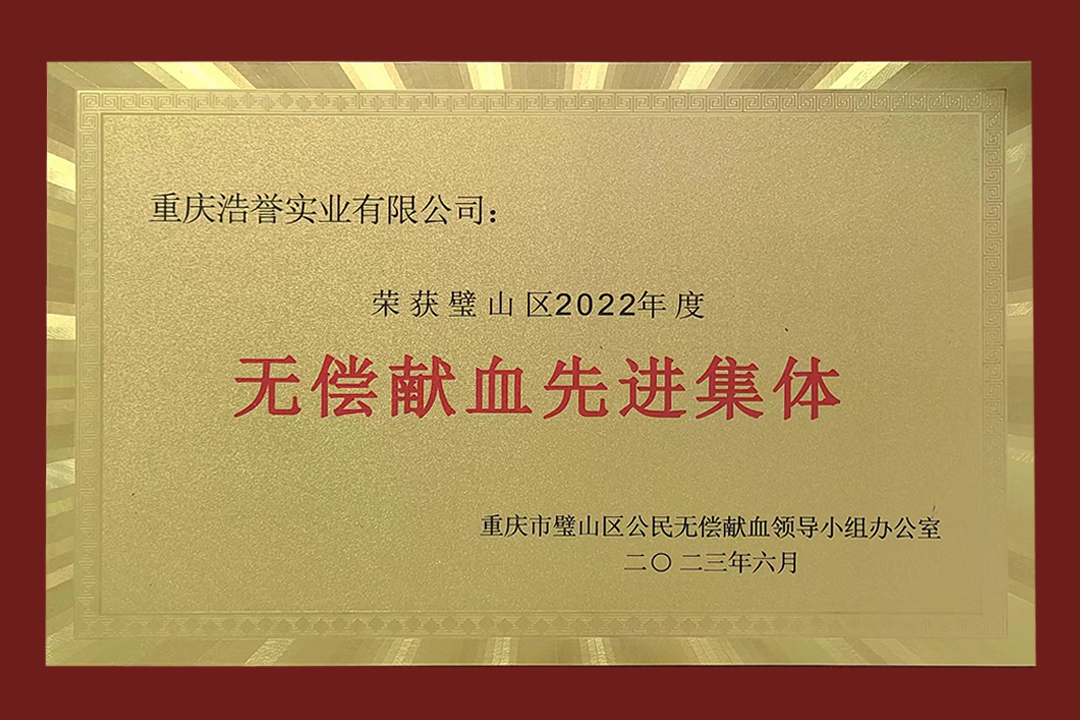 重庆浩誉实业有限公司：
荣获璧山区2022年度
无偿献血先进集体
重庆市璧山区公民无偿献血领导小组办公室
二〇二三年六月